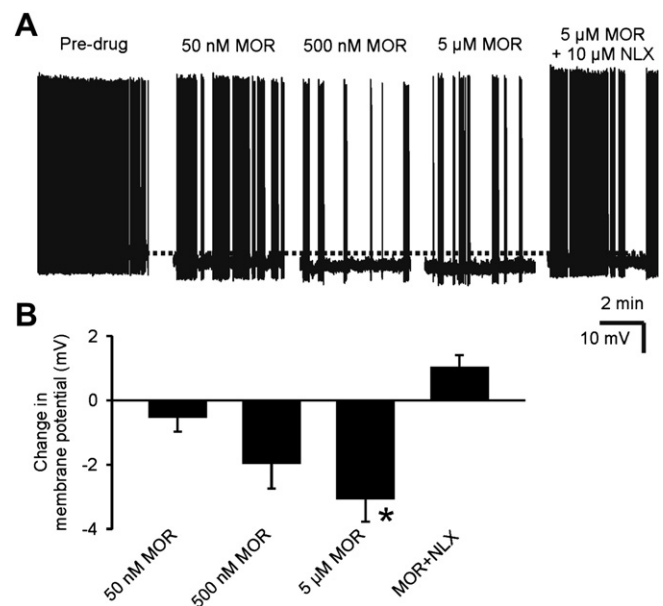 A
Pre-drug
50 nM MOR
500 nM MOR
5 µM MOR
5 µM MOR
+ 10 µM NLX
2 min
10 mV
B
Change in
membrane potential (mV)
2
0
-2
-4
*
50 nM MOR
500 nM MOR
5 µM MOR
MOR+NLX